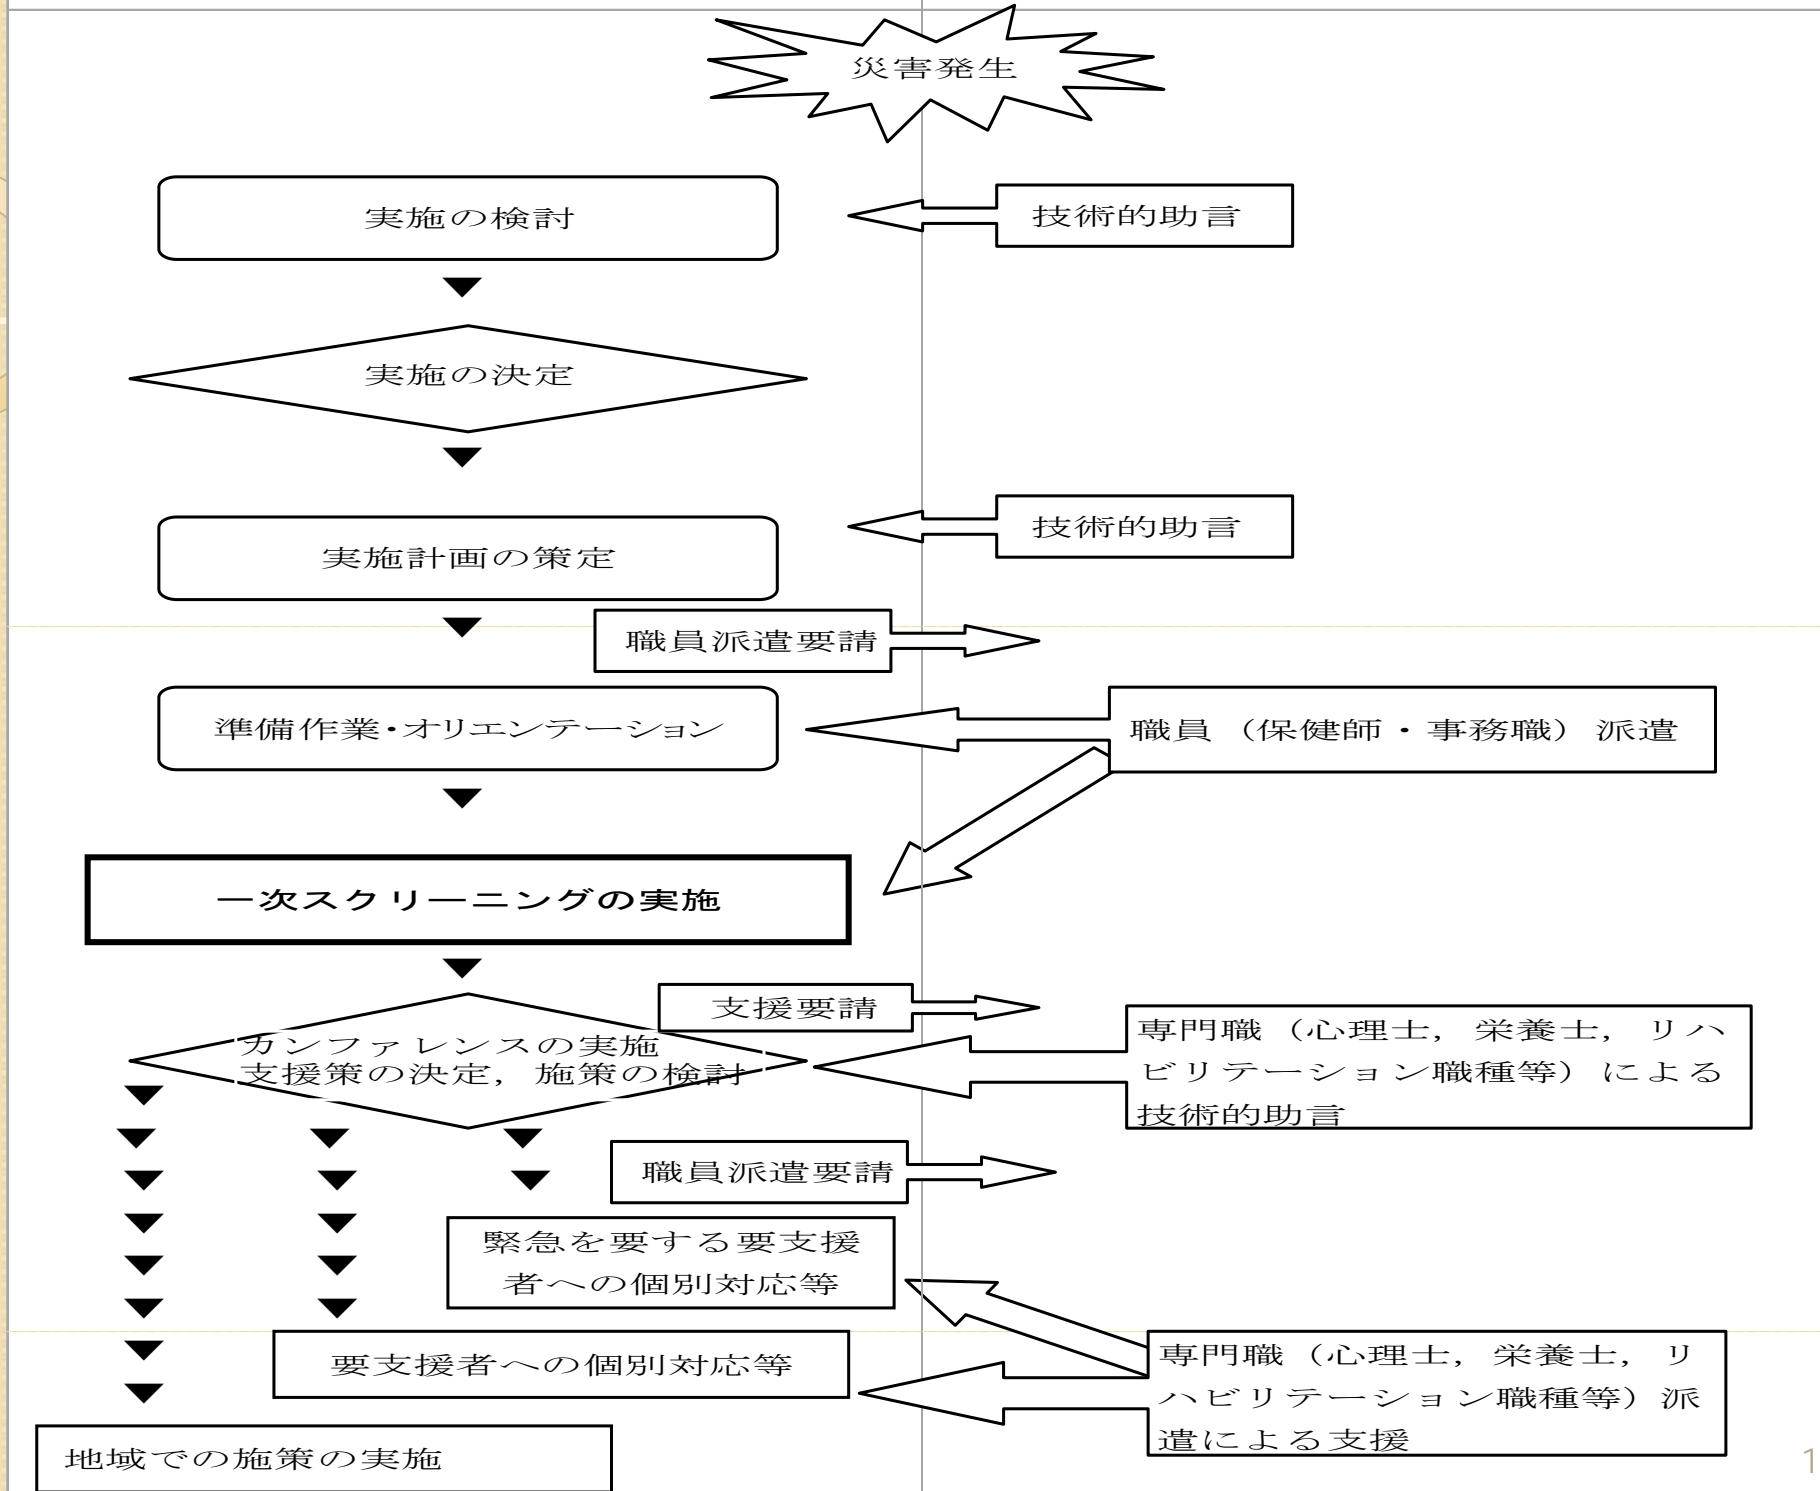 災害発生
実施の検討
技術的助言
実施の決定
技術的助言
実施計画の策定
職員派遣要請
準備作業・オリエンテーション
職員（保健師・事務職）派遣
一次スクリーニングの実施
支援要請
カンファレンスの実施
支援策の決定，施策の検討
専門職（心理士，栄養士，リハ
ビリテーション職種等）による
技術的助言
職員派遣要請
緊急を要する要支援
者への個別対応等
要支援者への個別対応等
専門職（心理士，栄養士，リ
ハビリテーション職種等）派
遣による支援
地域での施策の実施
1